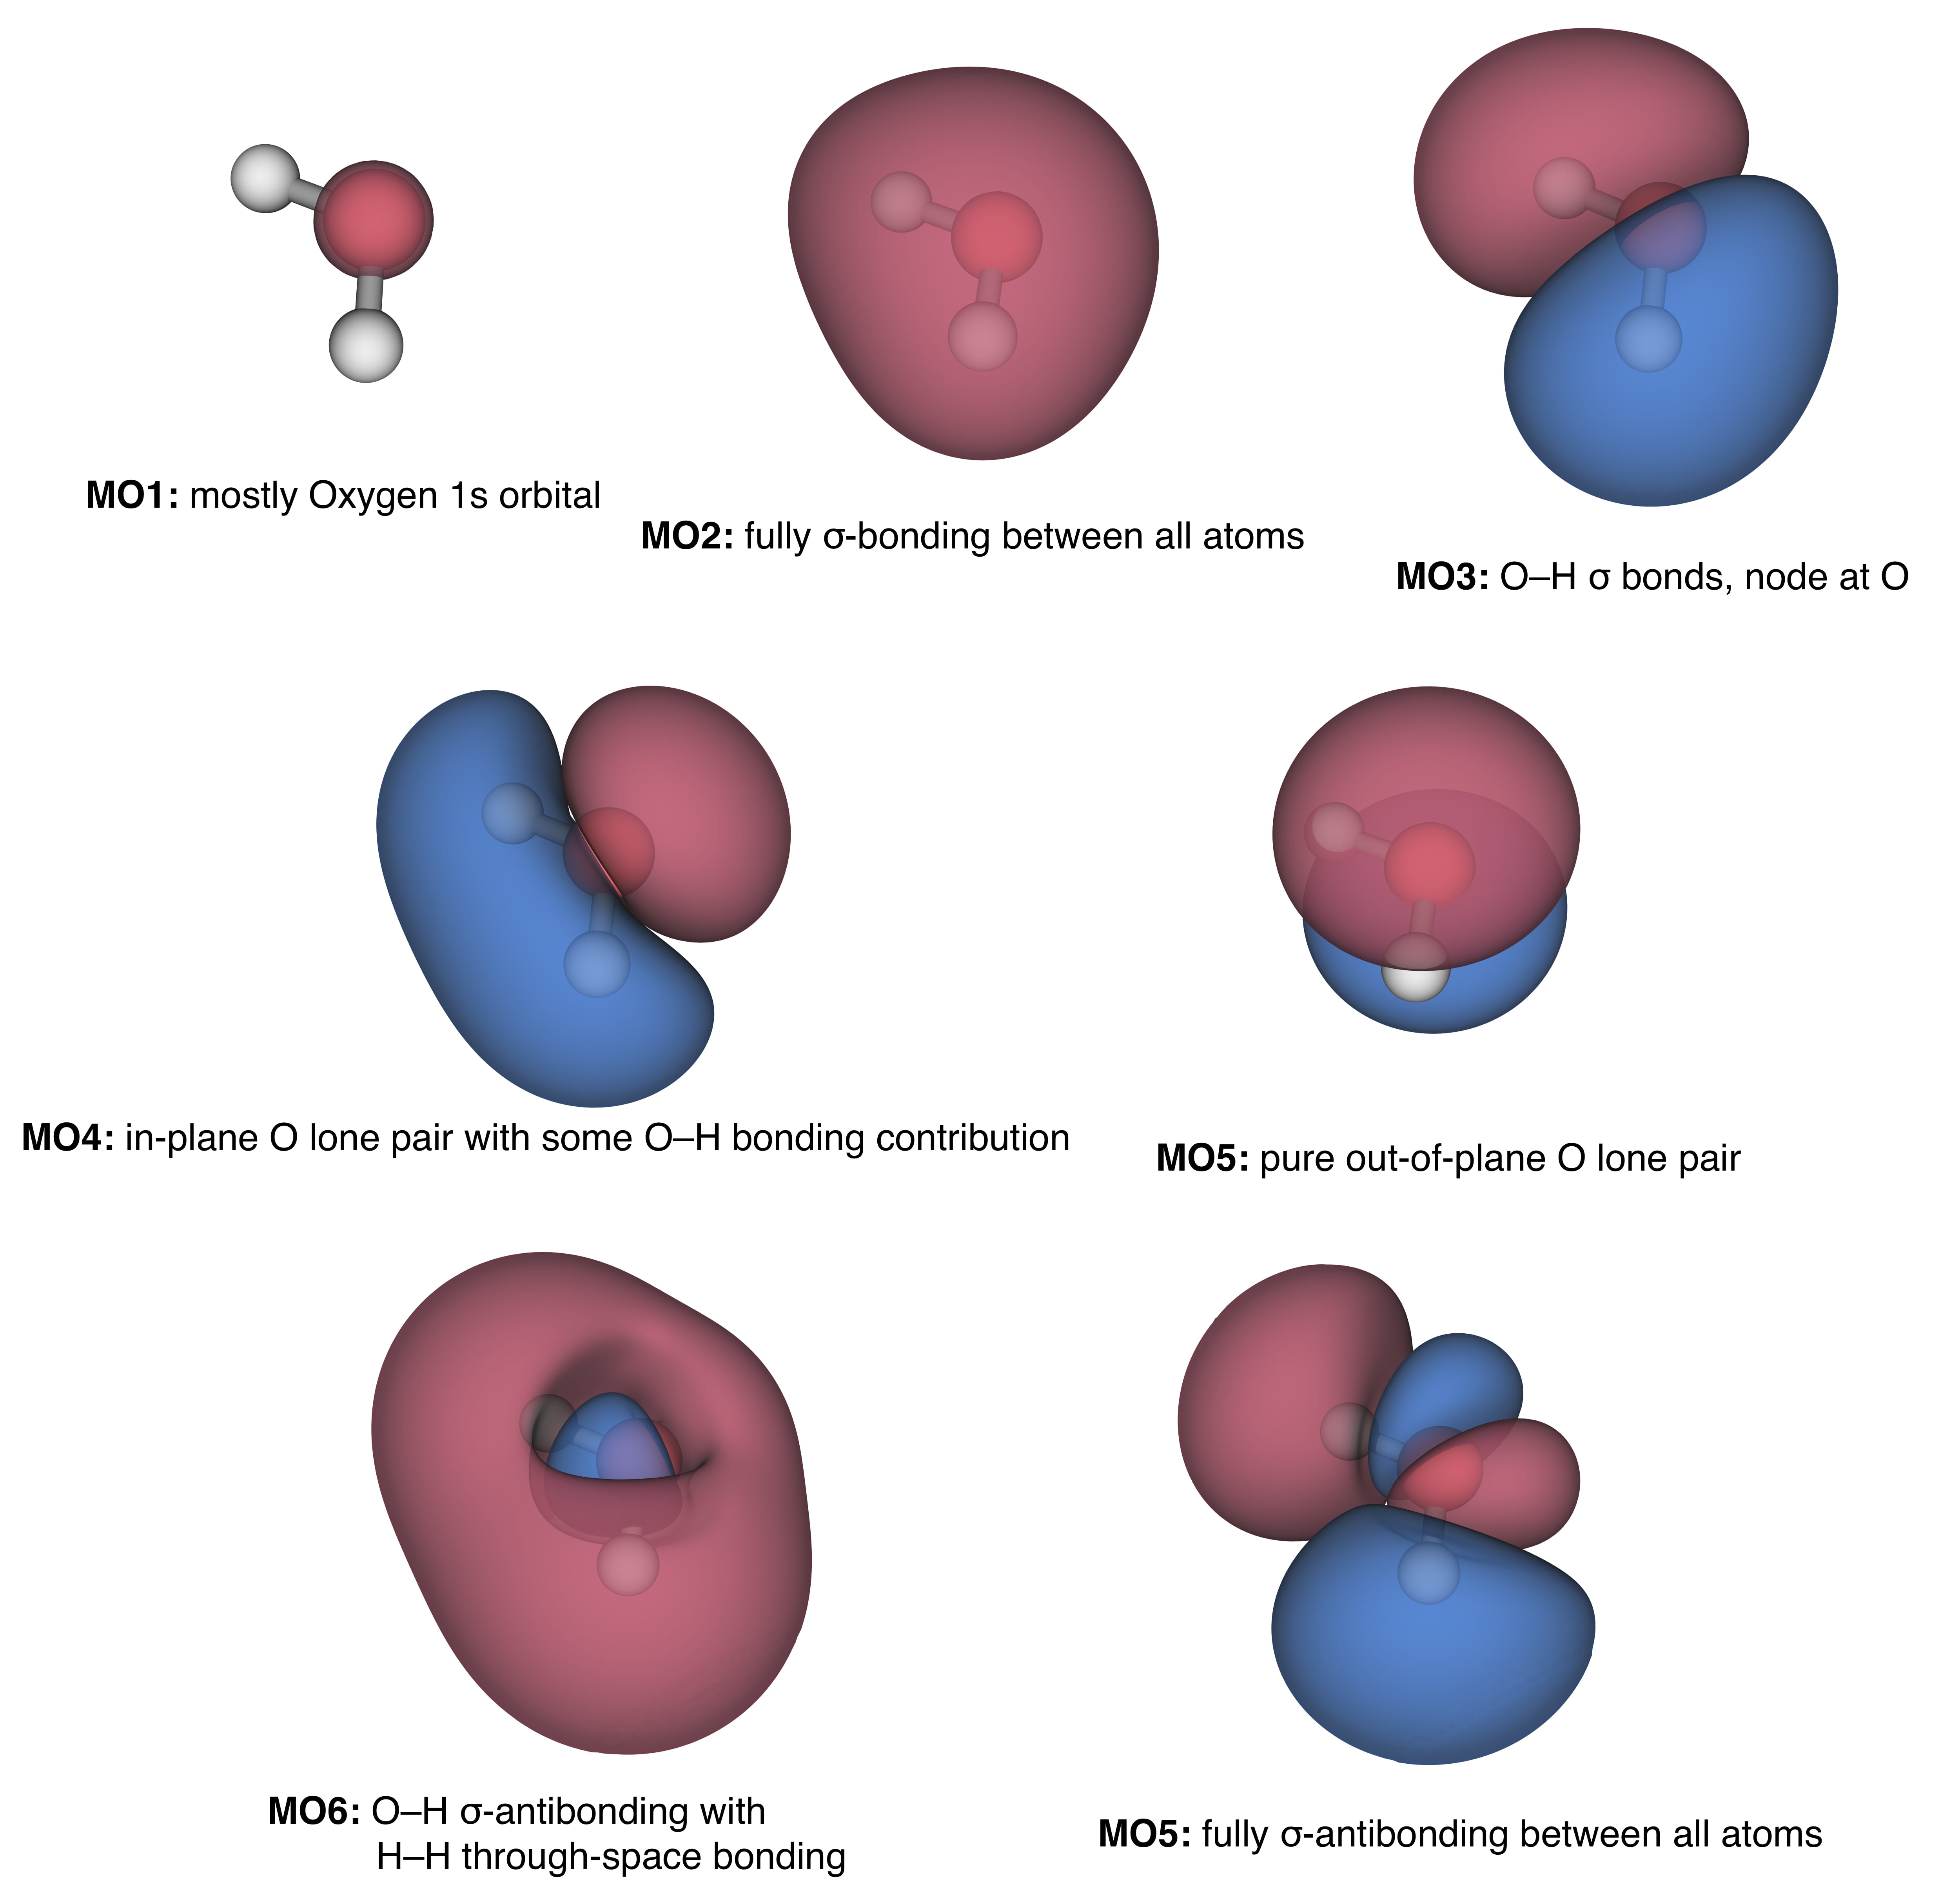 MO1: mostly Oxygen 1s orbital
MO2: fully σ-bonding between all atoms
MO3: O–H σ bonds, node at O
MO4: in-plane O lone pair with some O–H bonding contribution
MO5: pure out-of-plane O lone pair
MO6: O–H σ-antibonding with
H–H through-space bonding
MO5: fully σ-antibonding between all atoms